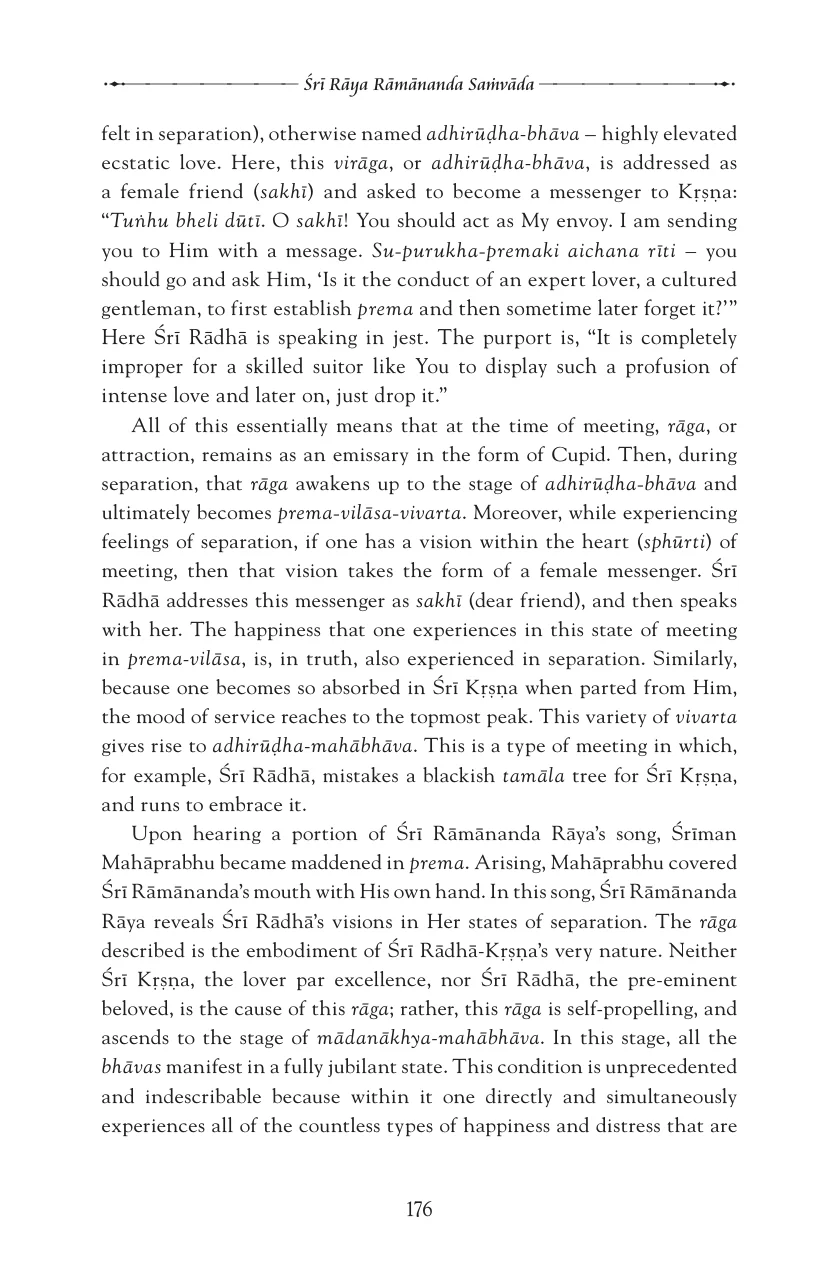 Śrī Rāya Rāmānanda Saṁvāda
felt in separation), otherwise named adhirūḍha-bhāva – highly elevated
ecstatic love. Here, this virāga, or adhirūḍha-bhāva, is addressed as
a female friend (sakhī) and asked to become a messenger to Kṛṣṇa:
“Tuṅhu bheli dūtī. O sakhī! You should act as My envoy. I am sending
you to Him with a message. Su-purukha-premaki aichana rīti – you
should go and ask Him, ‘Is it the conduct of an expert lover, a cultured
gentleman, to first establish prema and then sometime later forget it?’”
Here Śrī Rādhā is speaking in jest. The purport is, “It is completely
improper for a skilled suitor like You to display such a profusion of
intense love and later on, just drop it.”
All of this essentially means that at the time of meeting, rāga, or
attraction, remains as an emissary in the form of Cupid. Then, during
separation, that rāga awakens up to the stage of adhirūḍha-bhāva and
ultimately becomes prema-vilāsa-vivarta. Moreover, while experiencing
feelings of separation, if one has a vision within the heart (sphūrti) of
meeting, then that vision takes the form of a female messenger. Śrī
Rādhā addresses this messenger as sakhī (dear friend), and then speaks
with her. The happiness that one experiences in this state of meeting
in prema-vilāsa, is, in truth, also experienced in separation. Similarly,
because one becomes so absorbed in Śrī Kṛṣṇa when parted from Him,
the mood of service reaches to the topmost peak. This variety of vivarta
gives rise to adhirūḍha-mahābhāva. This is a type of meeting in which,
for example, Śrī Rādhā, mistakes a blackish tamāla tree for Śrī Kṛṣṇa,
and runs to embrace it.
Upon hearing a portion of Śrī Rāmānanda Rāya’s song, Śrīman
Mahāprabhu became maddened in prema. Arising, Mahāprabhu covered
Śrī Rāmānanda’s mouth with His own hand. In this song, Śrī Rāmānanda
Rāya reveals Śrī Rādhā’s visions in Her states of separation. The rāga
described is the embodiment of Śrī Rādhā-Kṛṣṇa’s very nature. Neither
Śrī Kṛṣṇa, the lover par excellence, nor Śrī Rādhā, the pre-eminent
beloved, is the cause of this rāga; rather, this rāga is self-propelling, and
ascends to the stage of mādanākhya-mahābhāva. In this stage, all the
bhāvas manifest in a fully jubilant state. This condition is unprecedented
and indescribable because within it one directly and simultaneously
experiences all of the countless types of happiness and distress that are
176